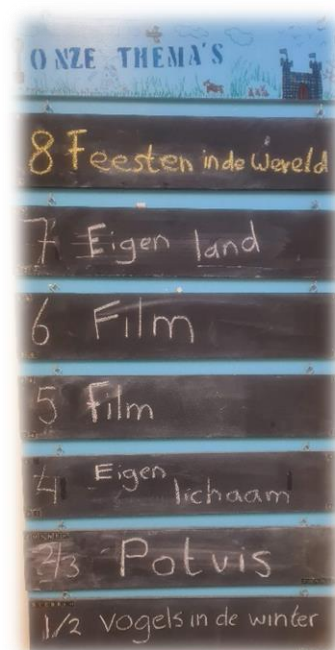 ONZE THEMA'S
8 Feesten in de Wereld
7 Eigen land
6 Film
5 Film
4 Eigen
lichaam
2/3 Potvis
1/2 Vogels in de winter